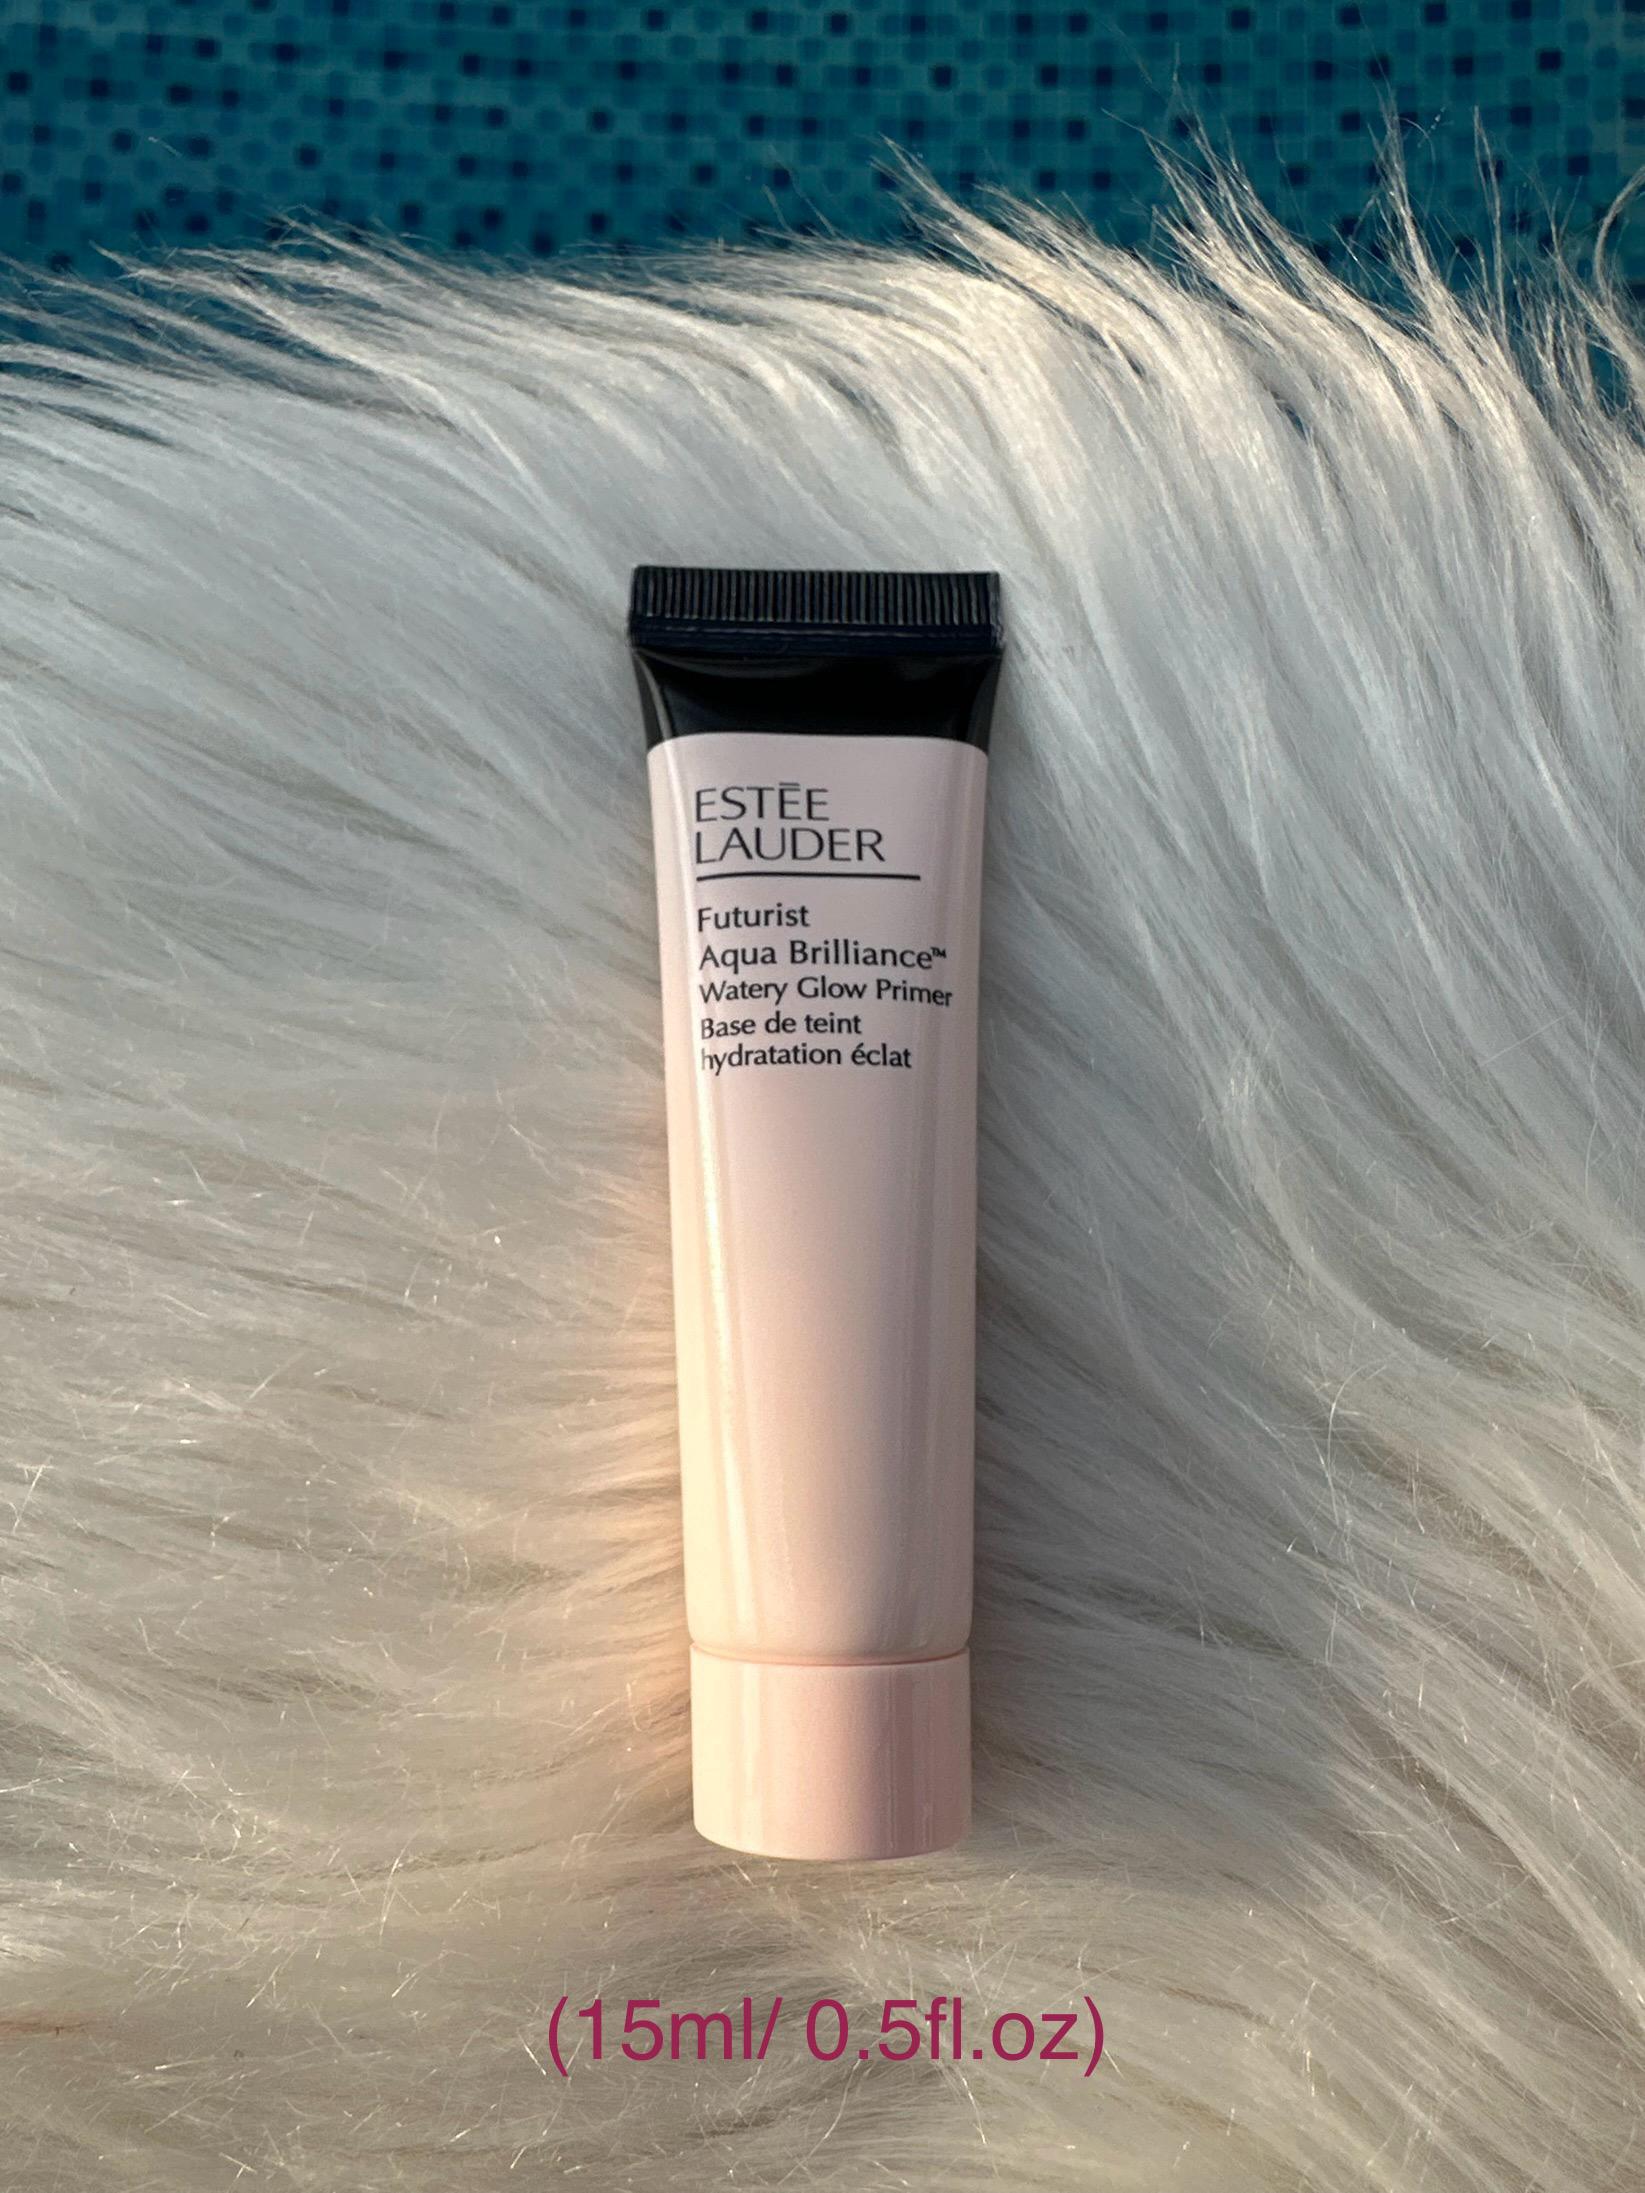 ESTĒE
LAUDER
Futurist
Aqua Brilliance™
Watery Glow Primer
Base de teint
hydratation éclat
(15ml/ 0.5fl.oz)